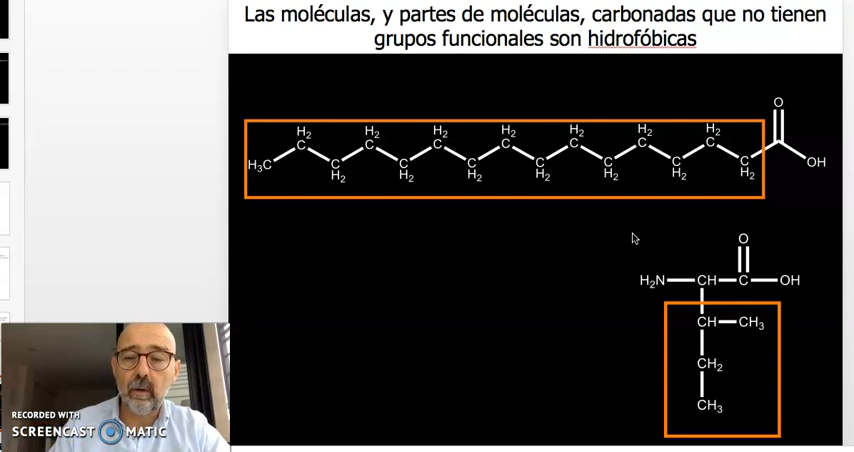 Las moléculas, y partes de moléculas, carbonadas que no tienen
grupos funcionales son hidrofóbicas
H₂ H₂ H₂ H₂ H₂ H₂ H₂ O
C C C C C C C
H₃C C C C C C C C OH
H₂ H₂ H₂ H₂ H₂ H₂ H₂
O
H₂N CH C OH
CH CH₃
CH₂
CH₃
RECORDED WITH
SCREENCAST MATIC